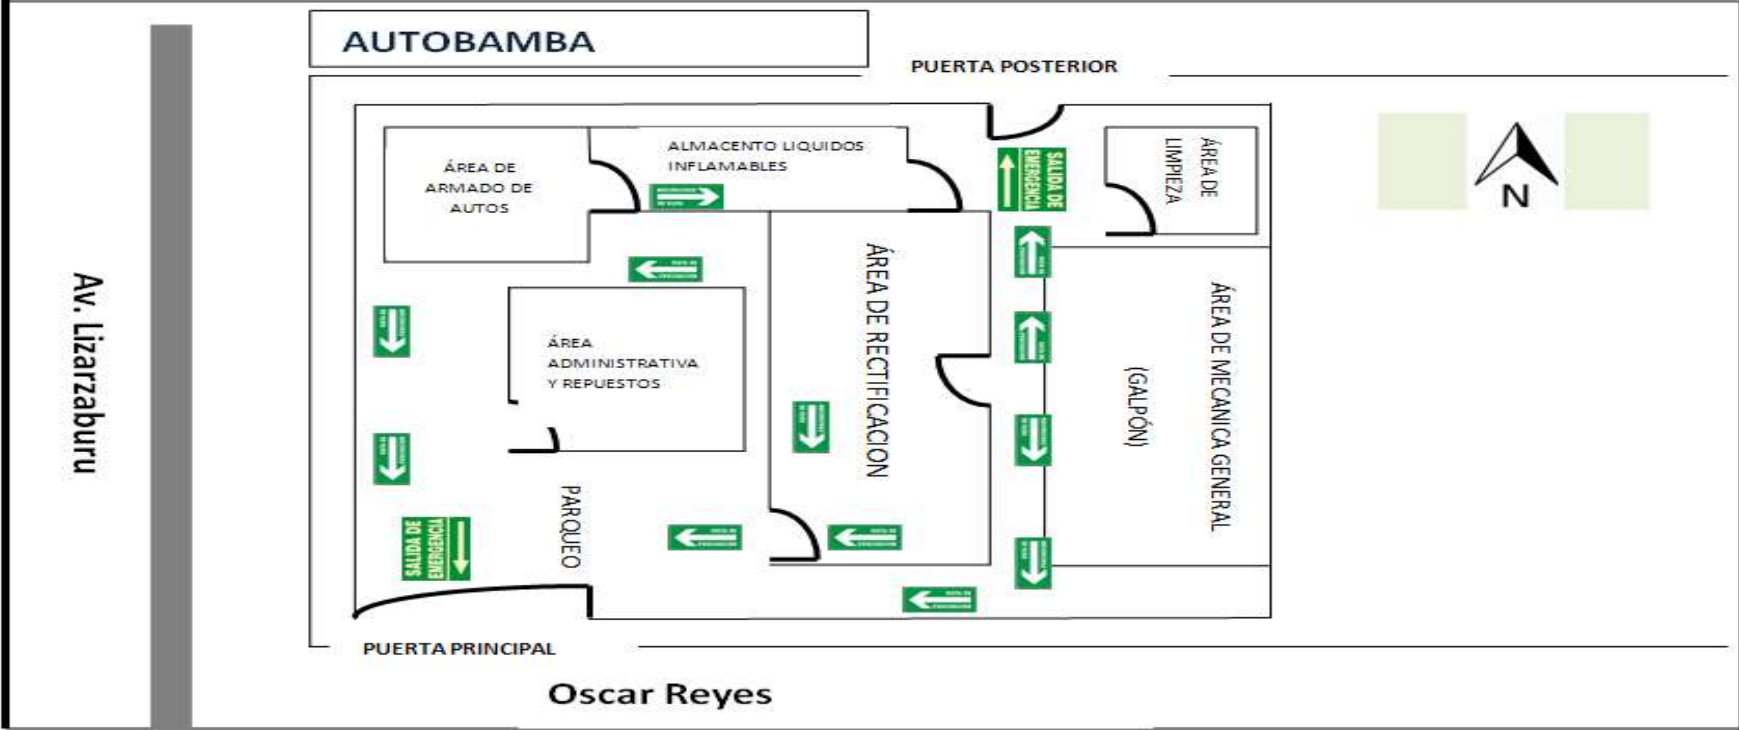 AUTOBAMBA
PUERTA POSTERIOR
ÁREA DE
ARMADO DE
AUTOS
ALMACENTO LIQUIDOS
INFLAMABLES
SALIDA DE
EMERGENCIA
ÁREA DE
LIMPIEZA
N
Av. Lizarzaburu
ÁREA
ADMINISTRATIVA
Y REPUESTOS
ÁREA DE RECTIFICACION
ÁREA DE MECANICA GENERAL
(GALPÓN)
PARQUEO
SALIDA DE
EMERGENCIA
PUERTA PRINCIPAL
Oscar Reyes